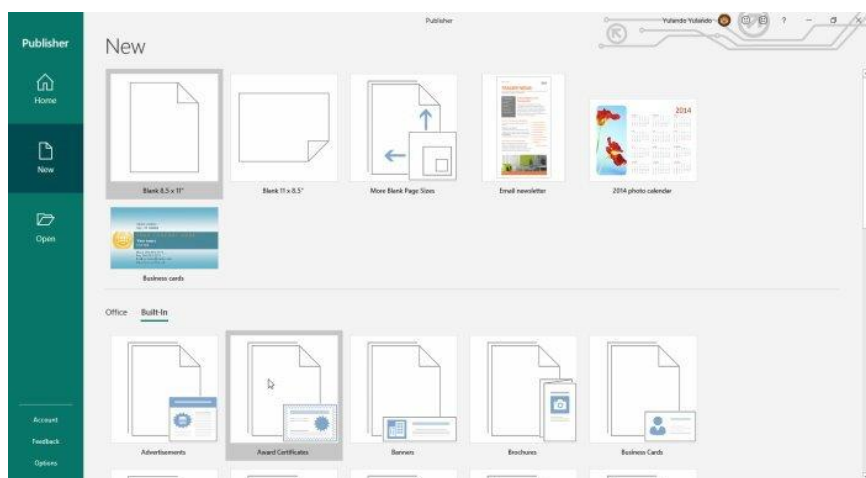 Publisher
Yulando Yulando
?
Publisher
New
Home
New
Open
Blank 8.5 x 11"
Blank 11 x 8.5"
More Blank Page Sizes
Email newsletter
2014
2014 photo calendar
Business cards
Office
Built-In
Advertisements
Award Certificates
Banners
Brochures
Business Cards
Account
Feedback
Options